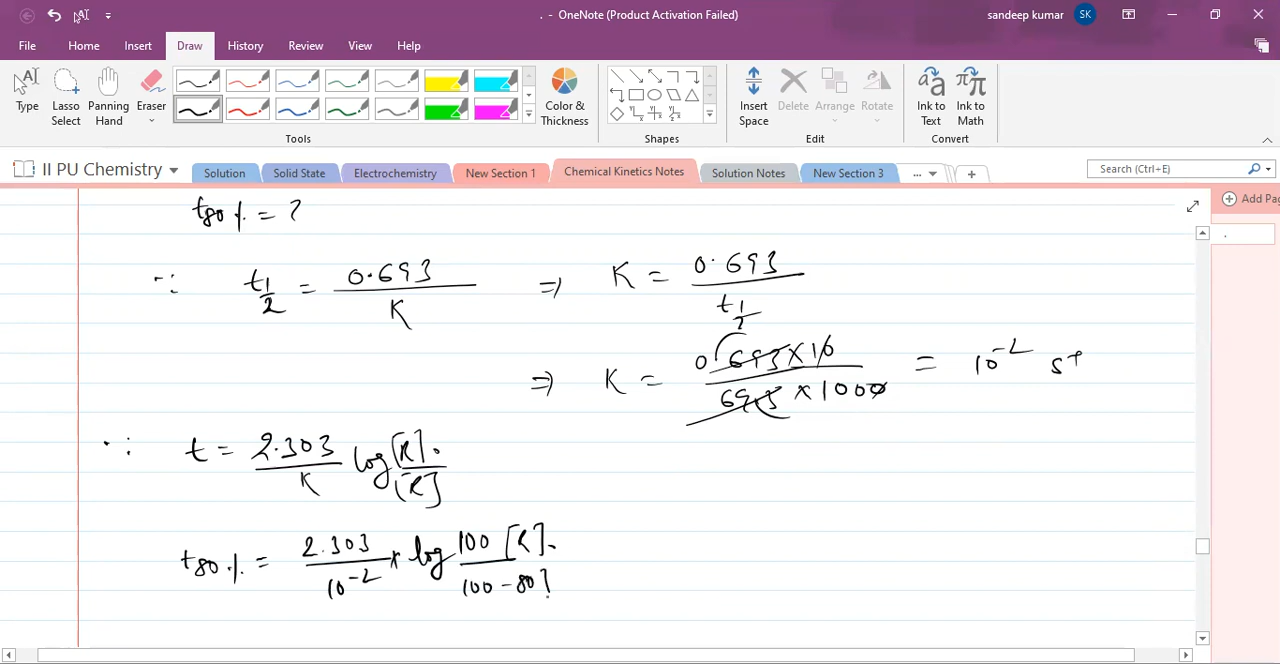 . - OneNote (Product Activation Failed)
sandeep kumar SK
File Home Insert Draw History Review View Help
Type Lasso Select Panning Hand Eraser Color & Thickness Insert Space Delete Arrange Rotate Ink to Text Ink to Math
Tools Shapes Edit Convert
II PU Chemistry Solution Solid State Electrochemistry New Section 1 Chemical Kinetics Notes Solution Notes New Section 3 ... + Search (Ctrl+E)
Add Pag
.
t80% = ?
∵ t1/2 = 0.693/K ⇒ K = 0.693/t1/2
⇒ K = 0.693×10/693×1000 = 10⁻² s⁻¹
∵ t = 2.303/K log [R]₀/[R]
t80% = 2.303/10⁻² × log 100 [R]₀/100-80]